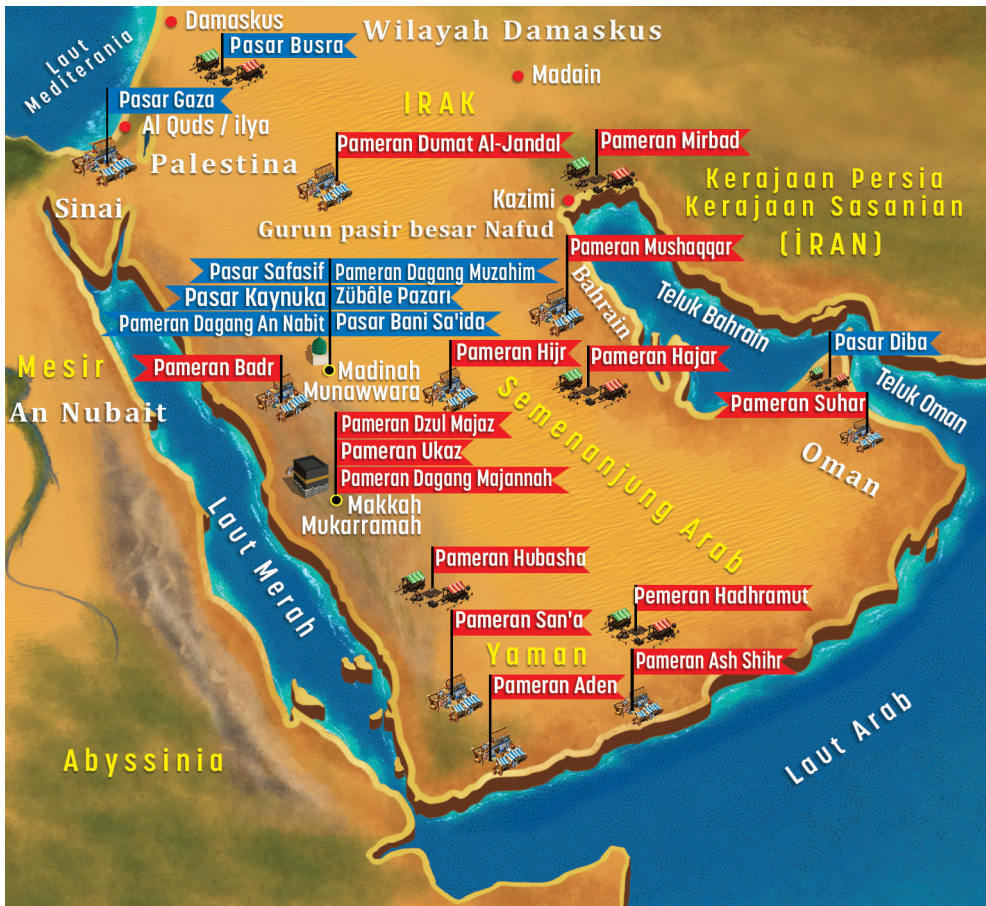 Damaskus
Wilayah Damaskus
Pasar Busra
Laut
Mediterania
Madain
Pasar Gaza
IRAK
Al Quds / ilya
Pameran Dumat Al-Jandal
Pameran Mirbad
Palestina
Kerajaan Persia
Kerajaan Sasanian
(İRAN)
Kazimi
Sinai
Gurun pasir besar Nafud
Pameran Mushaqqar
Pasar Safasif
Pameran Dagang Muzahim
Bahrain
Pasar Kaynuka
Zübâle Pazarı
Teluk Bahrain
Pameran Dagang An Nabit
Pasar Bani Sa'ida
Pasar Diba
Mesir
Pameran Badr
Madinah
Munawwara
Pameran Hijr
Pameran Hajar
Teluk Oman
An Nubait
Pameran Suhar
Semenanjung Arab
Pameran Dzul Majaz
Pameran Ukaz
Pameran Dagang Majannah
Oman
Makkah
Mukarramah
Laut Merah
Pameran Hubasha
Pemeran Hadhramut
Pameran San'a
Yaman
Pameran Ash Shihr
Pameran Aden
Laut Arab
Abyssinia